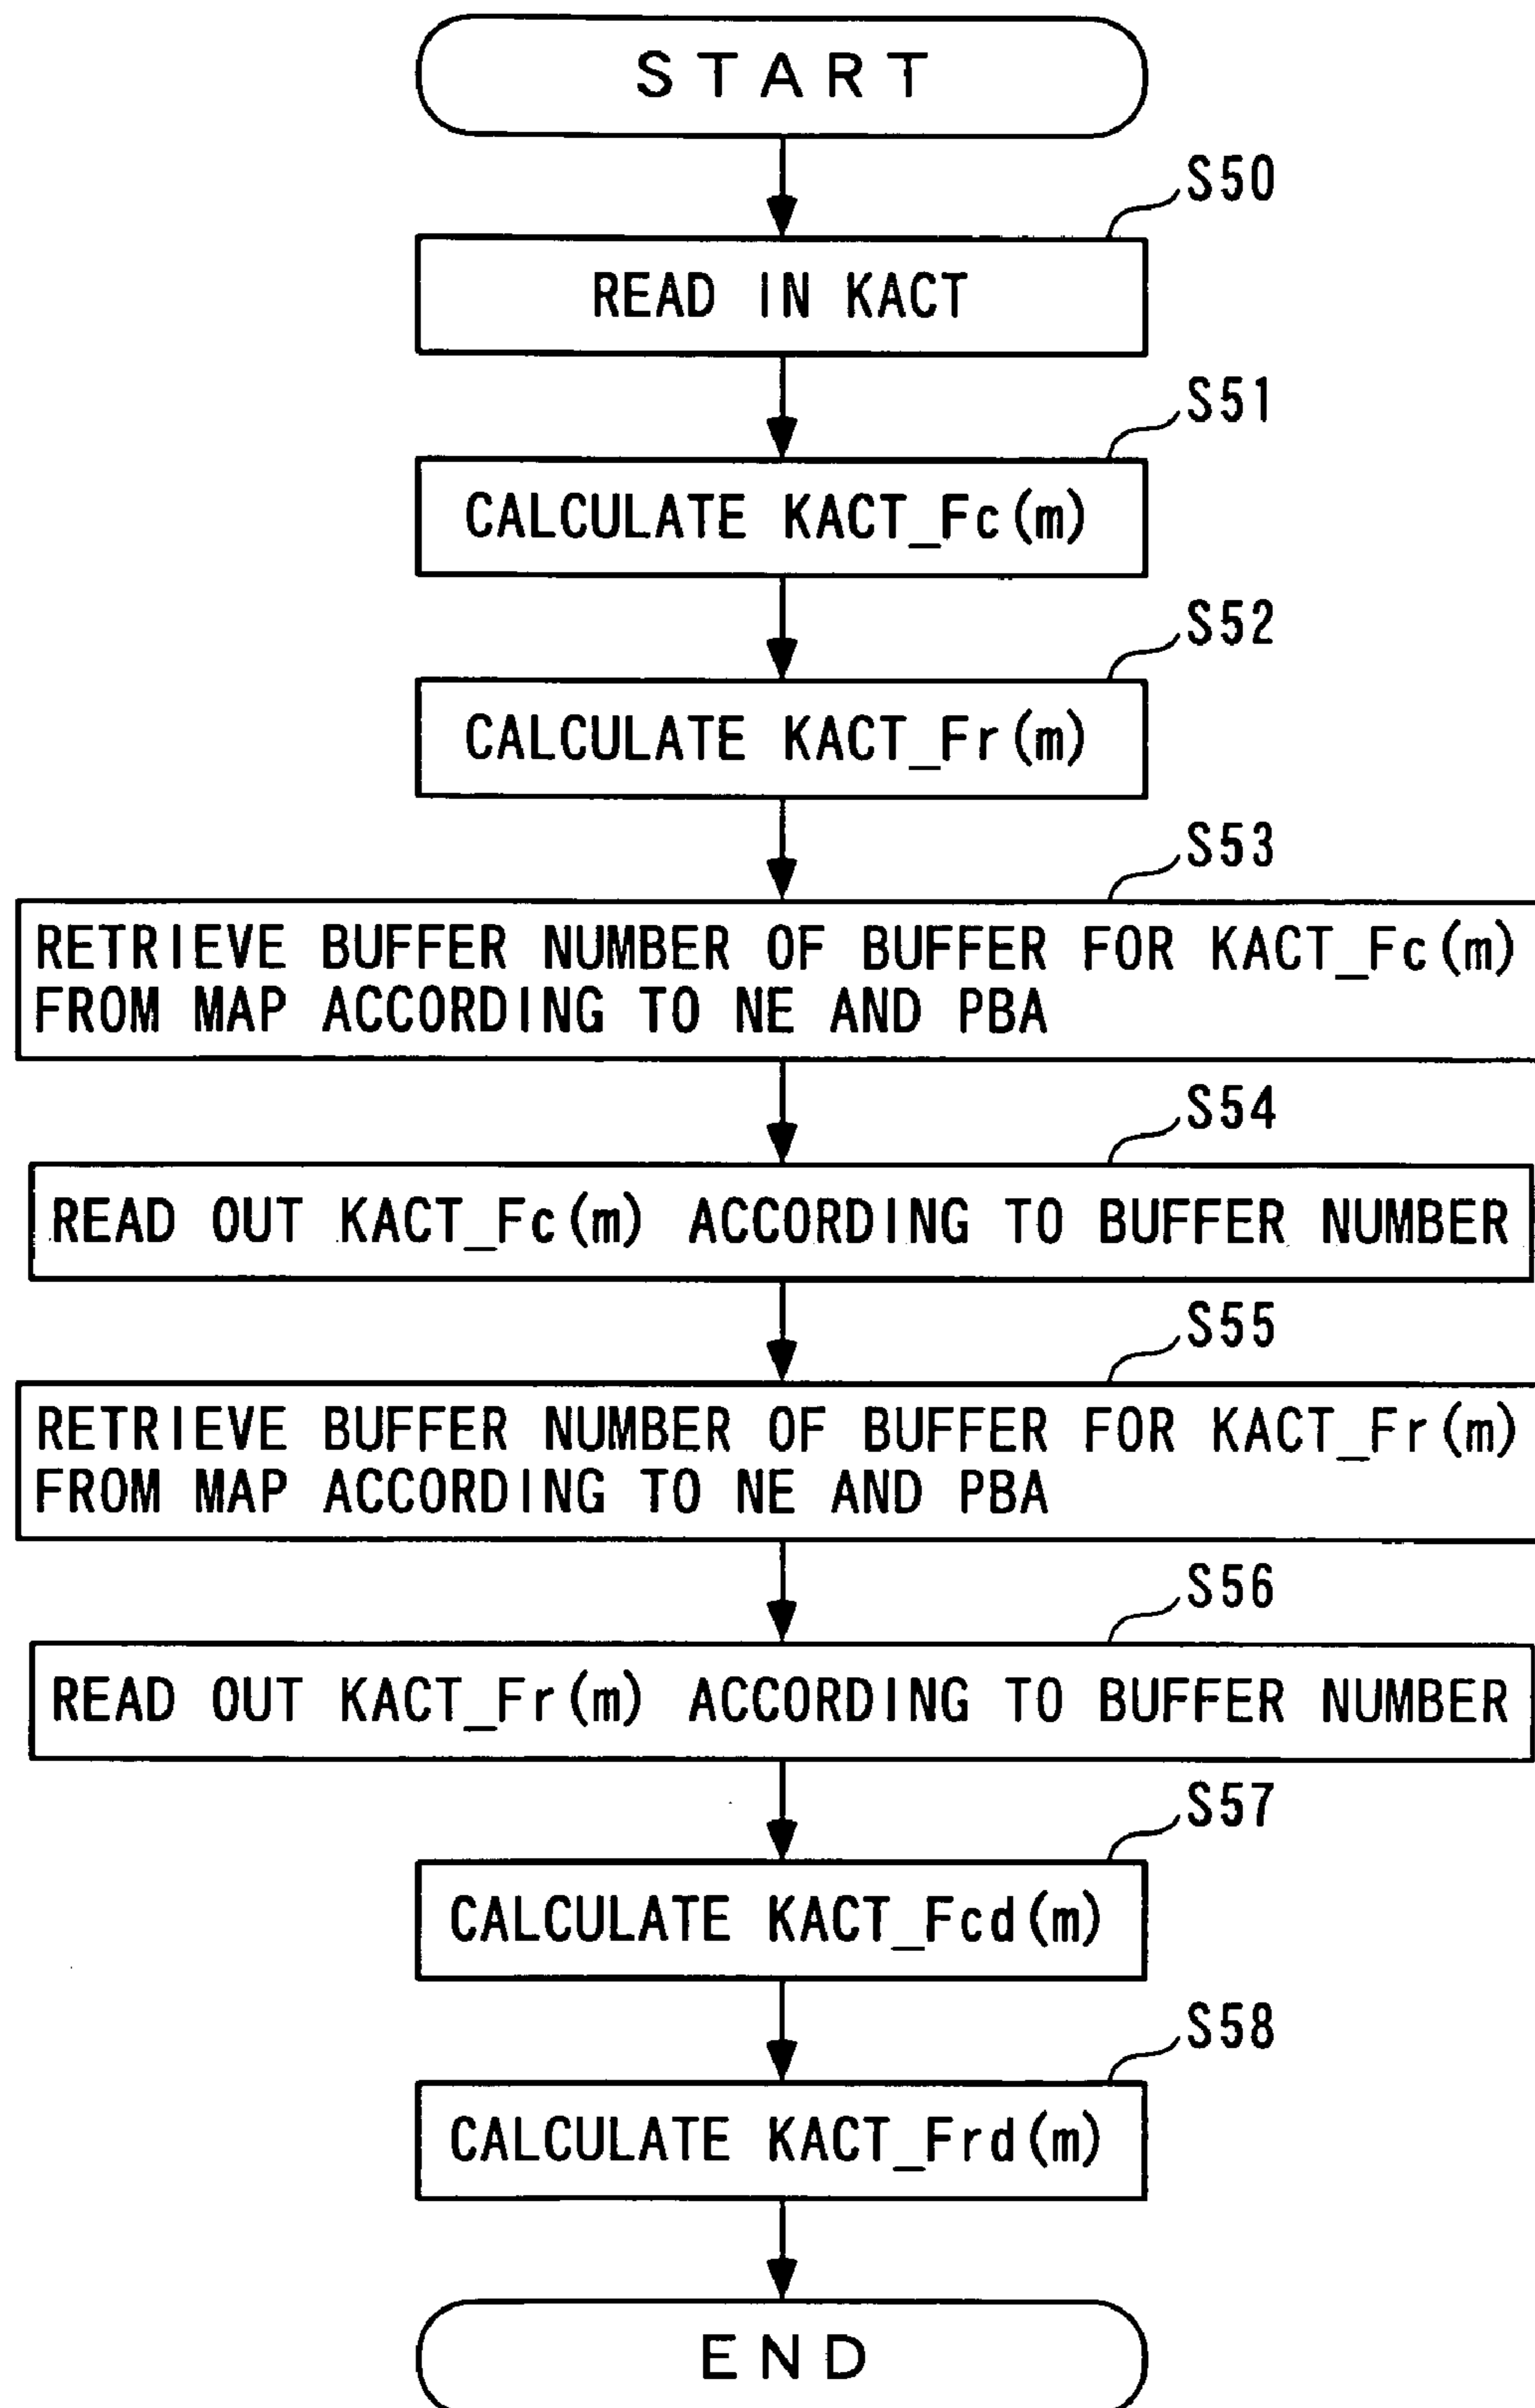 START
S50
READ IN KACT
S51
CALCULATE KACT_Fc(m)
S52
CALCULATE KACT_Fr(m)
S53
RETRIEVE BUFFER NUMBER OF BUFFER FOR KACT_Fc(m)
FROM MAP ACCORDING TO NE AND PBA
S54
READ OUT KACT_Fc(m) ACCORDING TO BUFFER NUMBER
S55
RETRIEVE BUFFER NUMBER OF BUFFER FOR KACT_Fr(m)
FROM MAP ACCORDING TO NE AND PBA
S56
READ OUT KACT_Fr(m) ACCORDING TO BUFFER NUMBER
S57
CALCULATE KACT_Fcd(m)
S58
CALCULATE KACT_Frd(m)
END